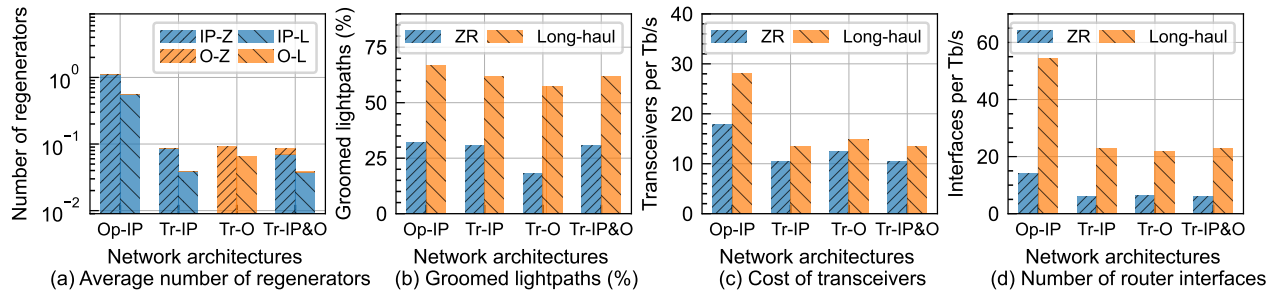 Number of regenerators
10⁰
10⁻¹
10⁻²
IP-Z
IP-L
O-Z
O-L
Op-IP
Tr-IP
Tr-O
Tr-IP&O
Network architectures
(a) Average number of regenerators
Groomed lightpaths (%)
75
50
25
0
ZR
Long-haul
Op-IP
Tr-IP
Tr-O
Tr-IP&O
Network architectures
(b) Groomed lightpaths (%)
Transceivers per Tb/s
40
30
20
10
0
ZR
Long-haul
Op-IP
Tr-IP
Tr-O
Tr-IP&O
Network architectures
(c) Cost of transceivers
Interfaces per Tb/s
60
40
20
0
ZR
Long-haul
Op-IP
Tr-IP
Tr-O
Tr-IP&O
Network architectures
(d) Number of router interfaces